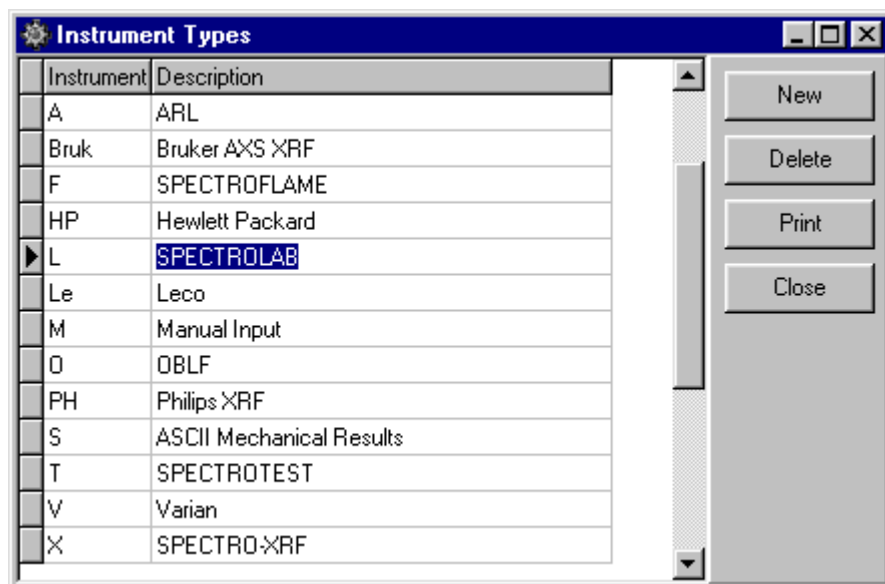 Instrument Types
Instrument Description
A ARL
Bruk Bruker AXS XRF
F SPECTROFLAME
HP Hewlett Packard
L SPECTROLAB
Le Leco
M Manual Input
O OBLF
PH Philips XRF
S ASCII Mechanical Results
T SPECTROTEST
V Varian
X SPECTRO-XRF
New
Delete
Print
Close